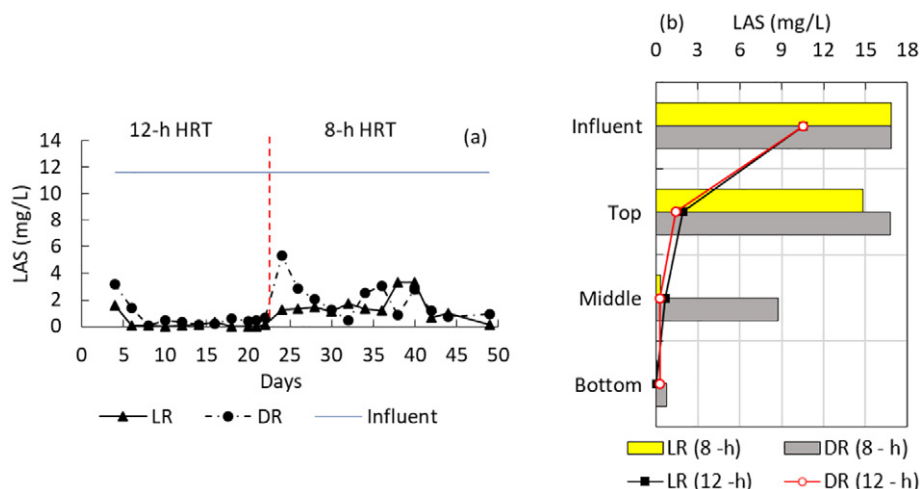 12-h HRT 8-h HRT (a)
14
12
10
8
6
4
2
0
LAS (mg/L)
0 5 10 15 20 25 30 35 40 45 50
Days
LR DR Influent
(b) LAS (mg/L)
0 3 6 9 12 15 18
Influent
Top
Middle
Bottom
LR (8 -h) DR (8 - h)
LR (12 -h) DR (12 - h)